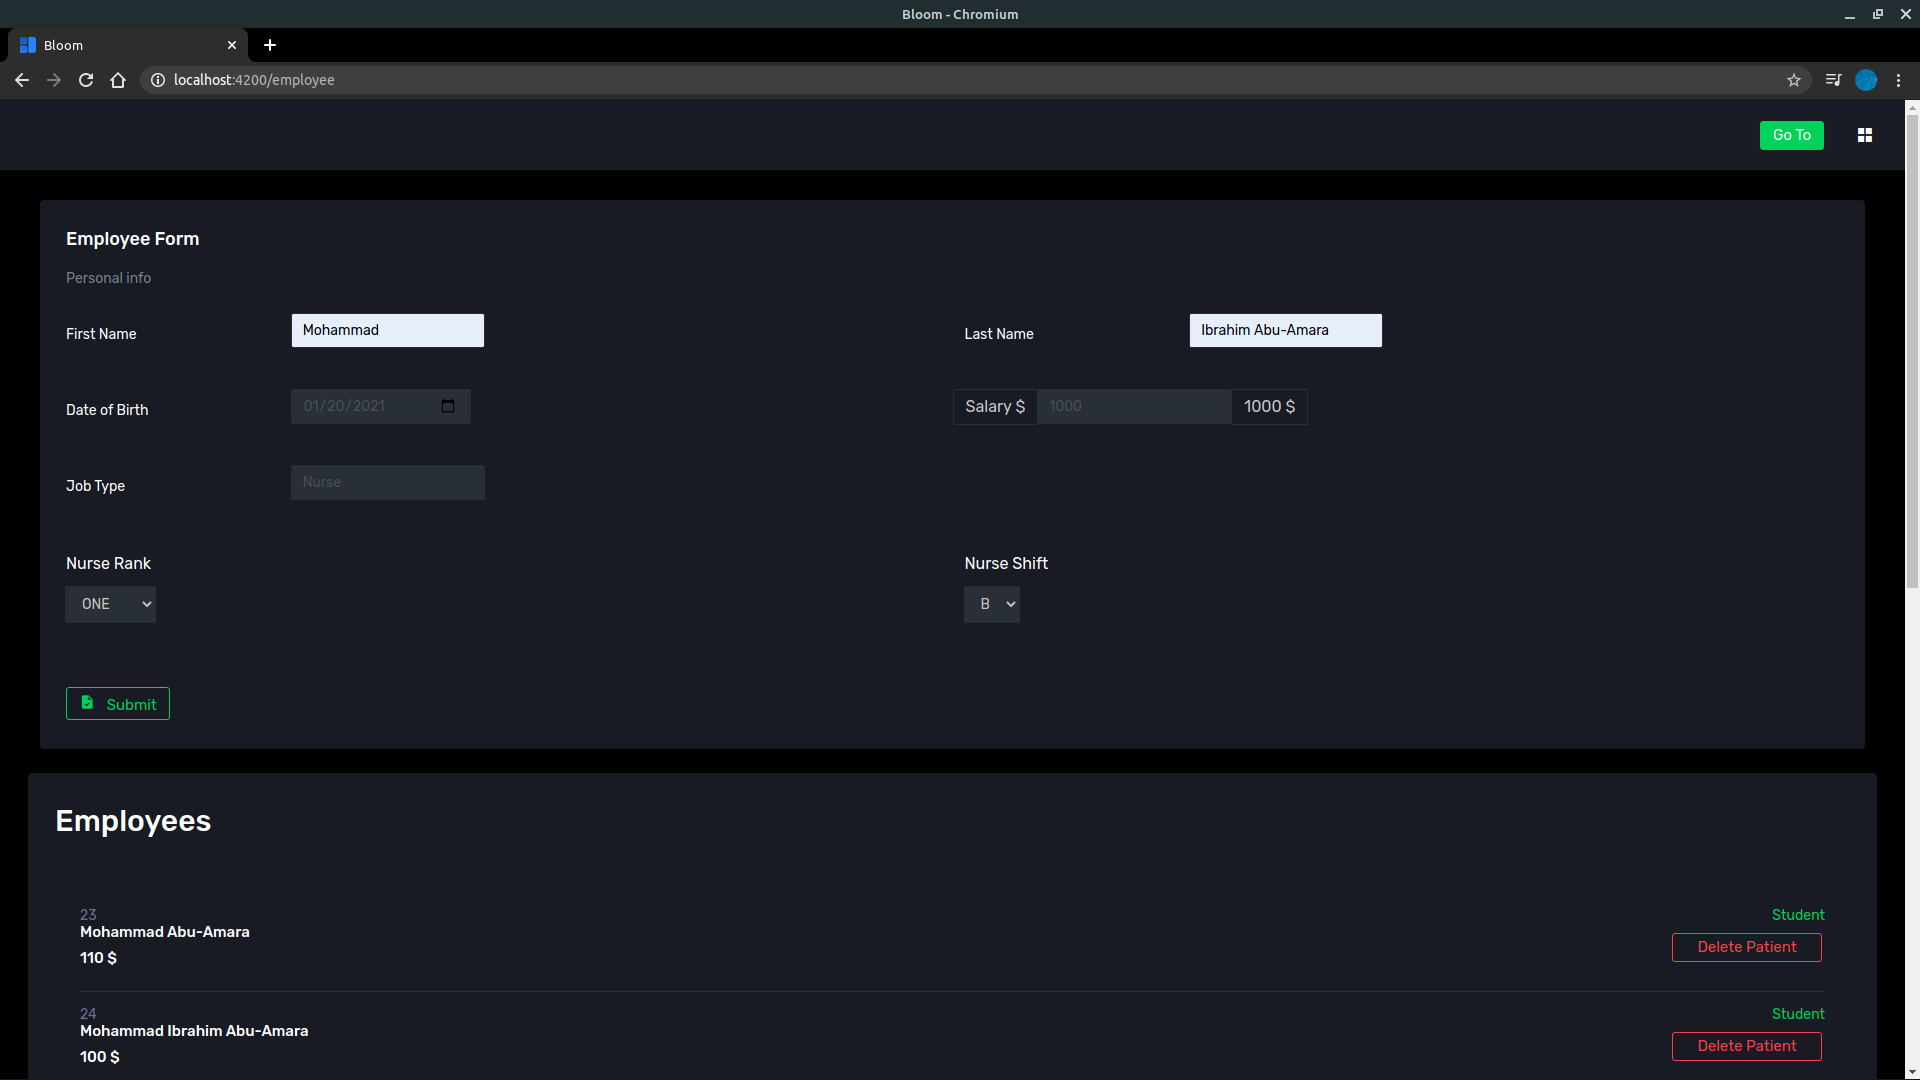 Bloom - Chromium
Bloom
localhost:4200/employee
Go To
Employee Form
Personal info
First Name Mohammad Last Name Ibrahim Abu-Amara
Date of Birth 01/20/2021 Salary $ 1000 1000 $
Job Type Nurse
Nurse Rank Nurse Shift
ONE B
Submit
Employees
23 Student
Mohammad Abu-Amara
Delete Patient
110 $
24 Student
Mohammad Ibrahim Abu-Amara
Delete Patient
100 $